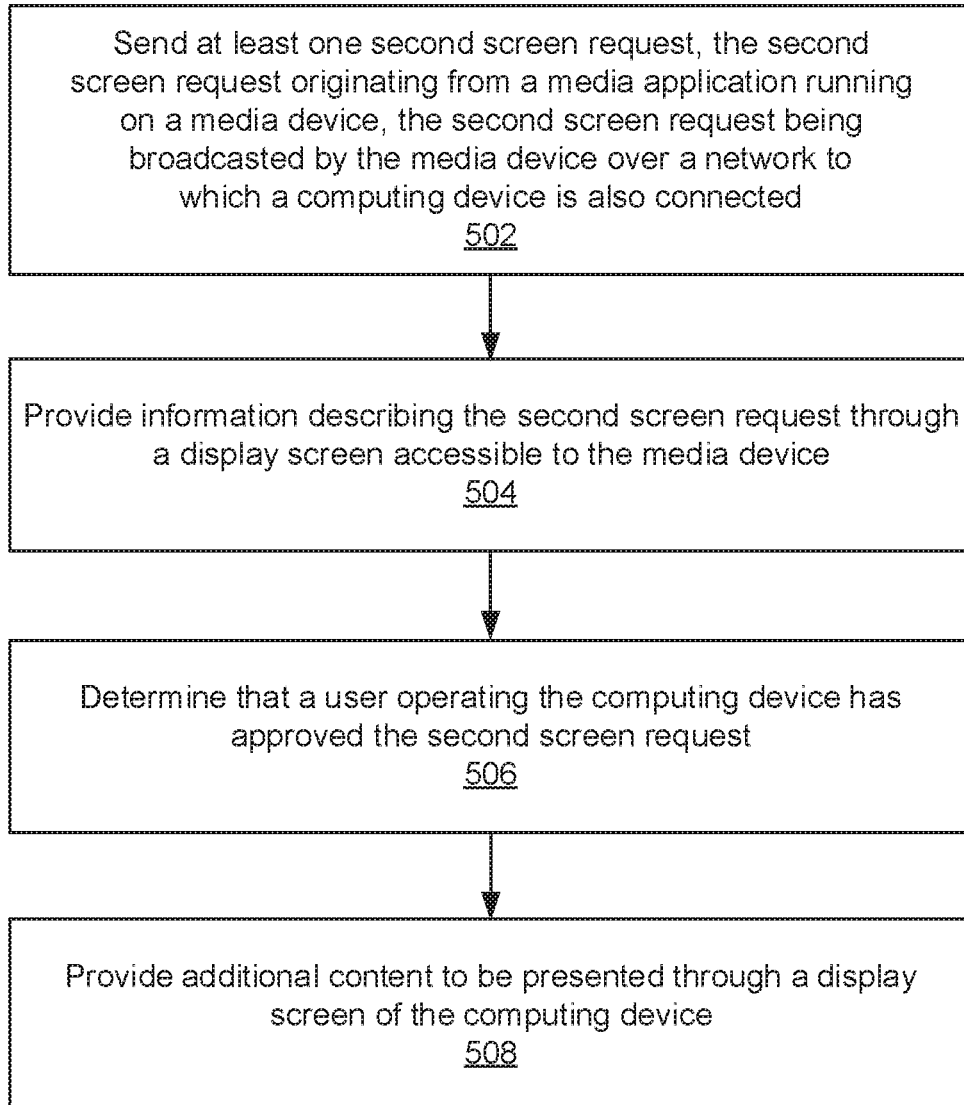 Send at least one second screen request, the second
screen request originating from a media application running
on a media device, the second screen request being
broadcasted by the media device over a network to
which a computing device is also connected
502
Provide information describing the second screen request through
a display screen accessible to the media device
504
Determine that a user operating the computing device has
approved the second screen request
506
Provide additional content to be presented through a display
screen of the computing device
508